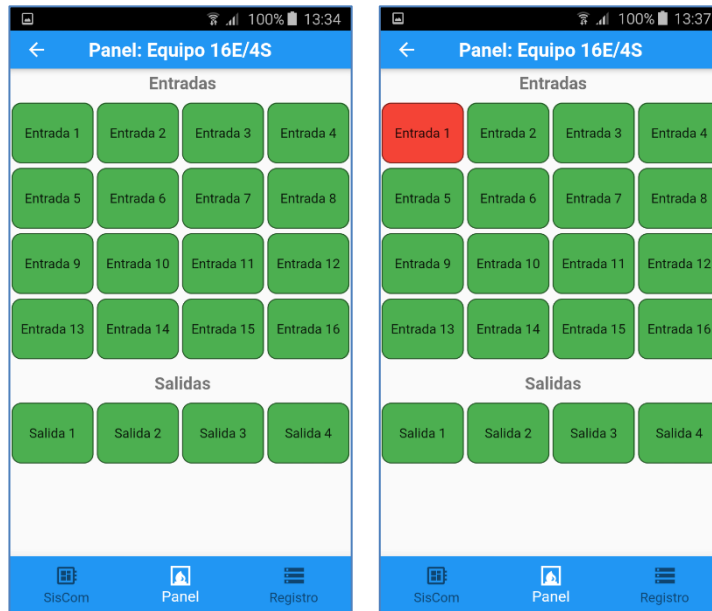 100% 13:34
Panel: Equipo 16E/4S
Entradas
Entrada 1 Entrada 2 Entrada 3 Entrada 4
Entrada 5 Entrada 6 Entrada 7 Entrada 8
Entrada 9 Entrada 10 Entrada 11 Entrada 12
Entrada 13 Entrada 14 Entrada 15 Entrada 16
Salidas
Salida 1 Salida 2 Salida 3 Salida 4
SisCom Panel Registro
100% 13:37
Panel: Equipo 16E/4S
Entradas
Entrada 1 Entrada 2 Entrada 3 Entrada 4
Entrada 5 Entrada 6 Entrada 7 Entrada 8
Entrada 9 Entrada 10 Entrada 11 Entrada 12
Entrada 13 Entrada 14 Entrada 15 Entrada 16
Salidas
Salida 1 Salida 2 Salida 3 Salida 4
SisCom Panel Registro